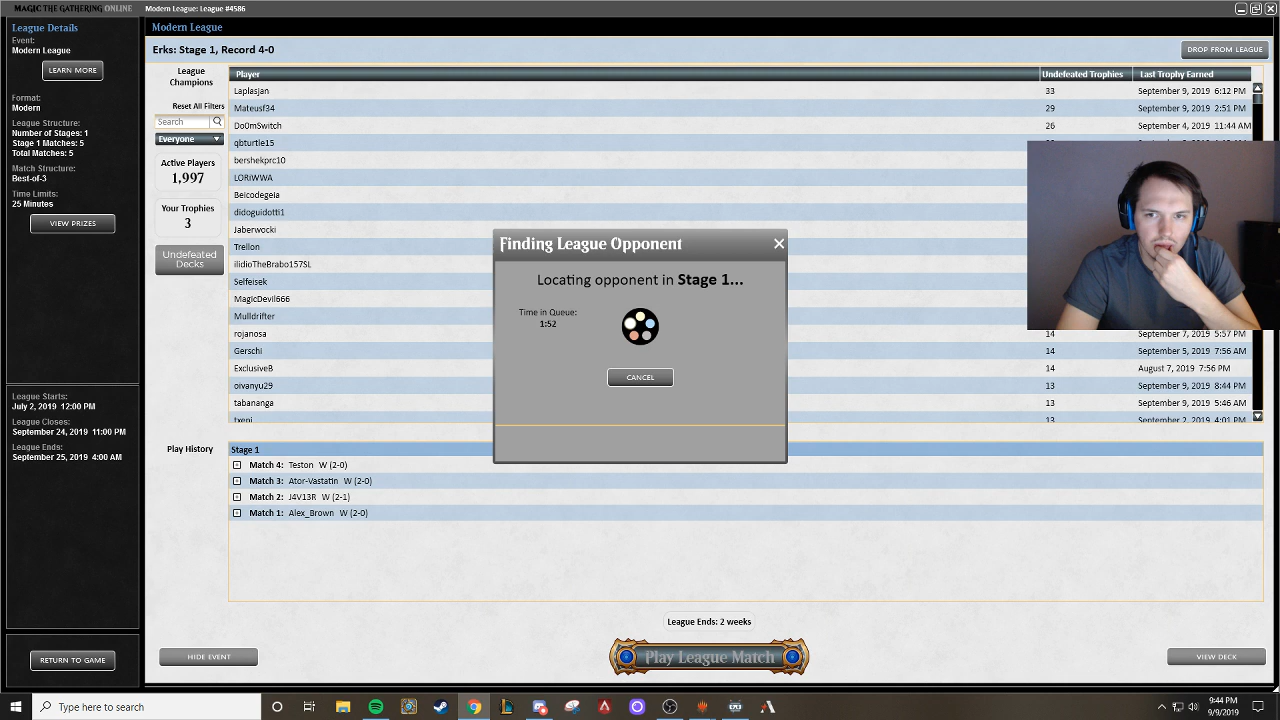 MAGIC THE GATHERING ONLINE
Modern League: League #4586
League Details
Event:
Modern League
LEARN MORE
Format:
Modern
League Structure:
Number of Stages: 1
Stage 1 Matches: 5
Total Matches: 5
Match Structure:
Best-of-3
Time Limits:
25 Minutes
VIEW PRIZES
League Starts:
July 2, 2019 12:00 PM
League Closes:
September 24, 2019 11:00 PM
League Ends:
September 25, 2019 4:00 AM
RETURN TO GAME
Modern League
Erks: Stage 1, Record 4-0
DROP FROM LEAGUE
League
Champions
Reset All Filters
Search
Everyone
Active Players
1,997
Your Trophies
3
Undefeated
Decks
Player Undefeated Trophies Last Trophy Earned
Laplasjan 33 September 9, 2019 6:12 PM
Mateusf34 29 September 9, 2019 2:51 PM
Do0mSwitch 26 September 4, 2019 11:44 AM
qbturtle15
bershekprc10
LORiWWA
Beicodegeia
didoguidotti1
Jaberwocki
Trellon
ilidioTheBrabo157SL
Selfeisek
MagicDevil666
Mulldrifter
rojanosa 14 September 7, 2019 5:57 PM
Gerschi 14 September 5, 2019 7:56 AM
ExclusiveB 14 August 7, 2019 7:56 PM
oivanyu29 13 September 9, 2019 8:44 PM
tabananga 13 September 9, 2019 5:46 AM
txepi 13 September 2, 2019 4:01 PM
Finding League Opponent
Locating opponent in Stage 1...
Time in Queue:
1:52
CANCEL
Play History
Stage 1
Match 4: Teston W (2-0)
Match 3: Ator-Vastatin W (2-0)
Match 2: J4V13R W (2-1)
Match 1: Alex_Brown W (2-0)
League Ends: 2 weeks
HIDE EVENT
Play League Match
VIEW DECK
Type here to search
9:44 PM
9/9/2019